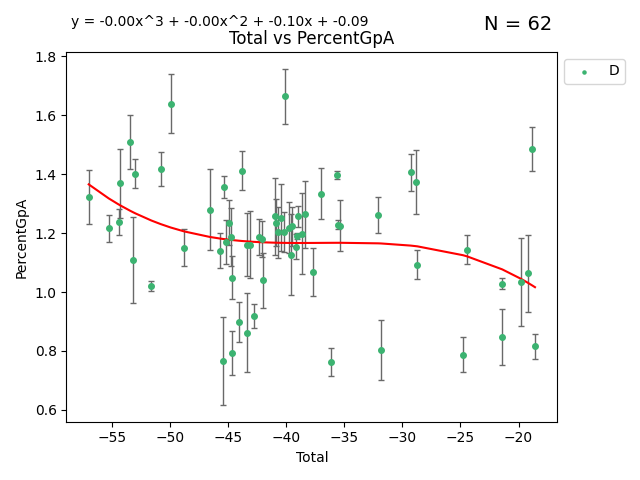 y = -0.00x^3 + -0.00x^2 + -0.10x + -0.09
N = 62
Total vs PercentGpA
D
1.8
1.6
1.4
1.2
1.0
0.8
0.6
PercentGpA
−55 −50 −45 −40 −35 −30 −25 −20
Total